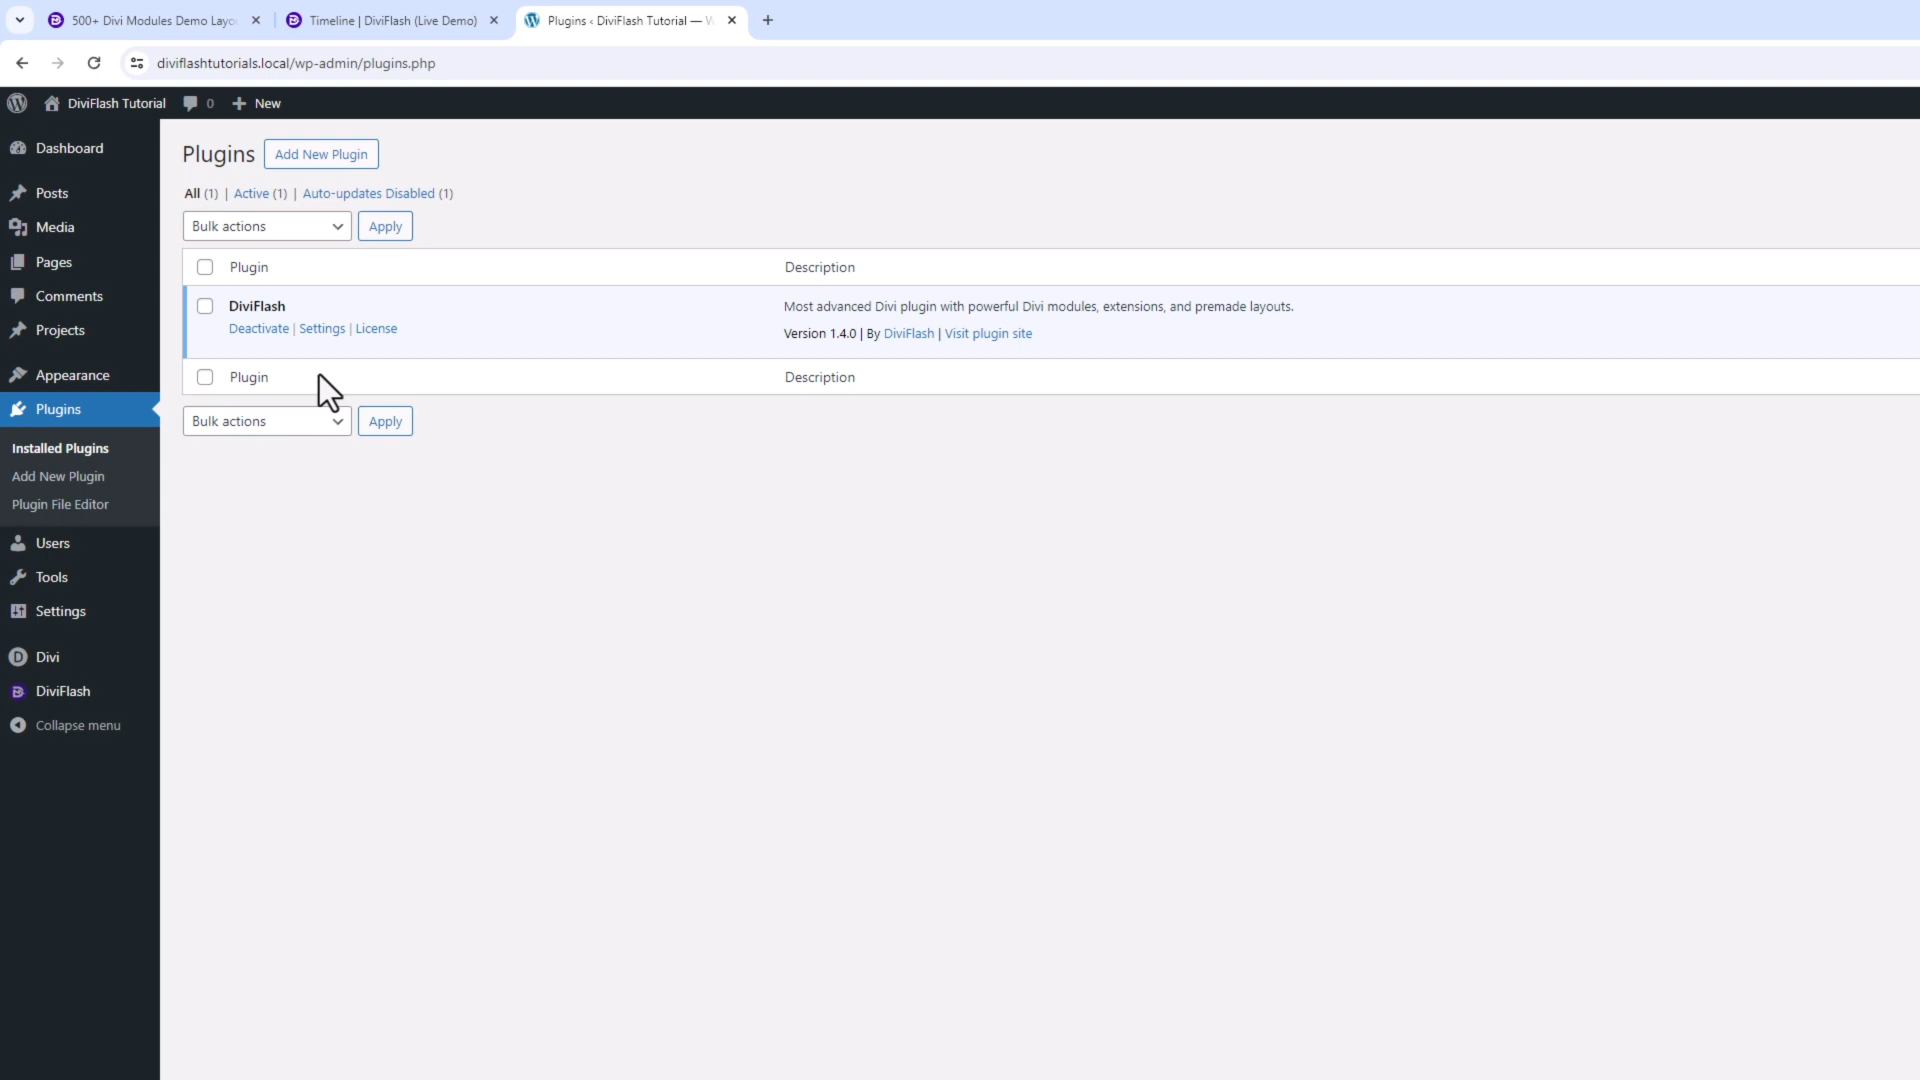 500+ Divi Modules Demo Layo
Timeline | DiviFlash (Live Demo)
Plugins ‹ DiviFlash Tutorial — W
diviflashtutorials.local/wp-admin/plugins.php
DiviFlash Tutorial
0
New
Dashboard
Posts
Media
Pages
Comments
Projects
Appearance
Plugins
Installed Plugins
Add New Plugin
Plugin File Editor
Users
Tools
Settings
Divi
DiviFlash
Collapse menu
Plugins
Add New Plugin
All (1) | Active (1) | Auto-updates Disabled (1)
Bulk actions
Apply
Plugin
Description
DiviFlash
Deactivate | Settings | License
Most advanced Divi plugin with powerful Divi modules, extensions, and premade layouts.
Version 1.4.0 | By DiviFlash | Visit plugin site
Plugin
Description
Bulk actions
Apply